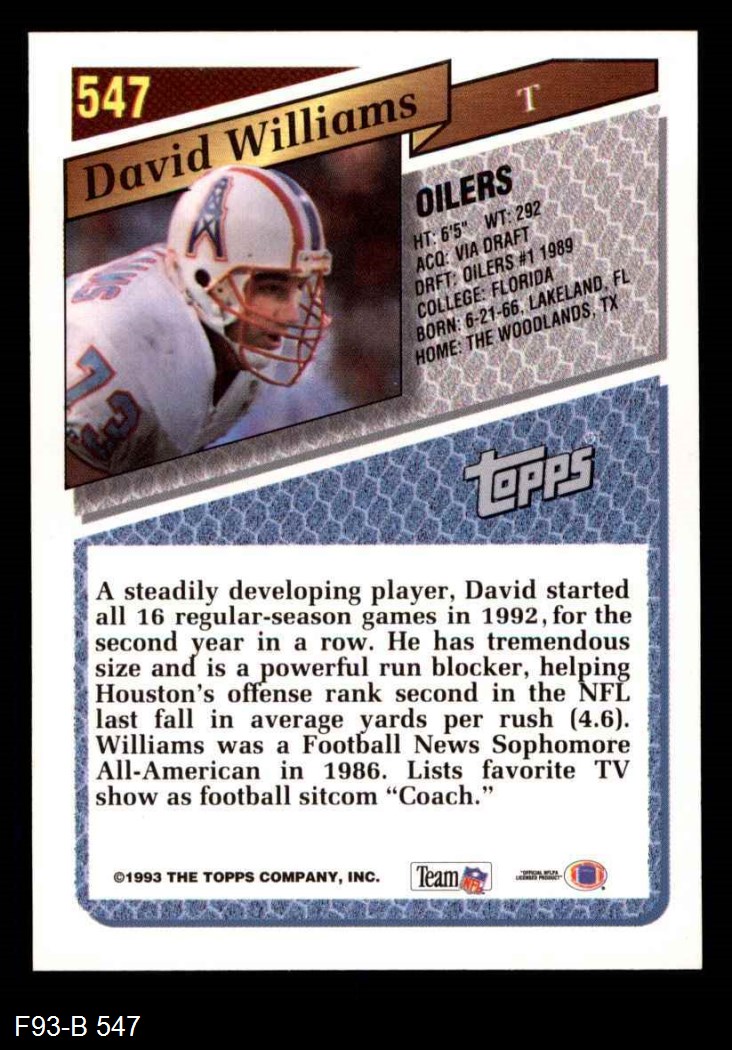 547
David Williams
T
OILERS
HT: 6'5" WT: 292
ACQ: VIA DRAFT
DRFT: OILERS #1 1989
COLLEGE: FLORIDA
BORN: 6-21-66, LAKELAND, FL
HOME: THE WOODLANDS, TX
73
Topps
A steadily developing player, David started
all 16 regular-season games in 1992, for the
second year in a row. He has tremendous
size and is a powerful run blocker, helping
Houston's offense rank second in the NFL
last fall in average yards per rush (4.6).
Williams was a Football News Sophomore
All-American in 1986. Lists favorite TV
show as football sitcom "Coach."
©1993 THE TOPPS COMPANY, INC.
Team NFL
"OFFICIAL NFLPA
LICENSED PRODUCT"
F93-B 547